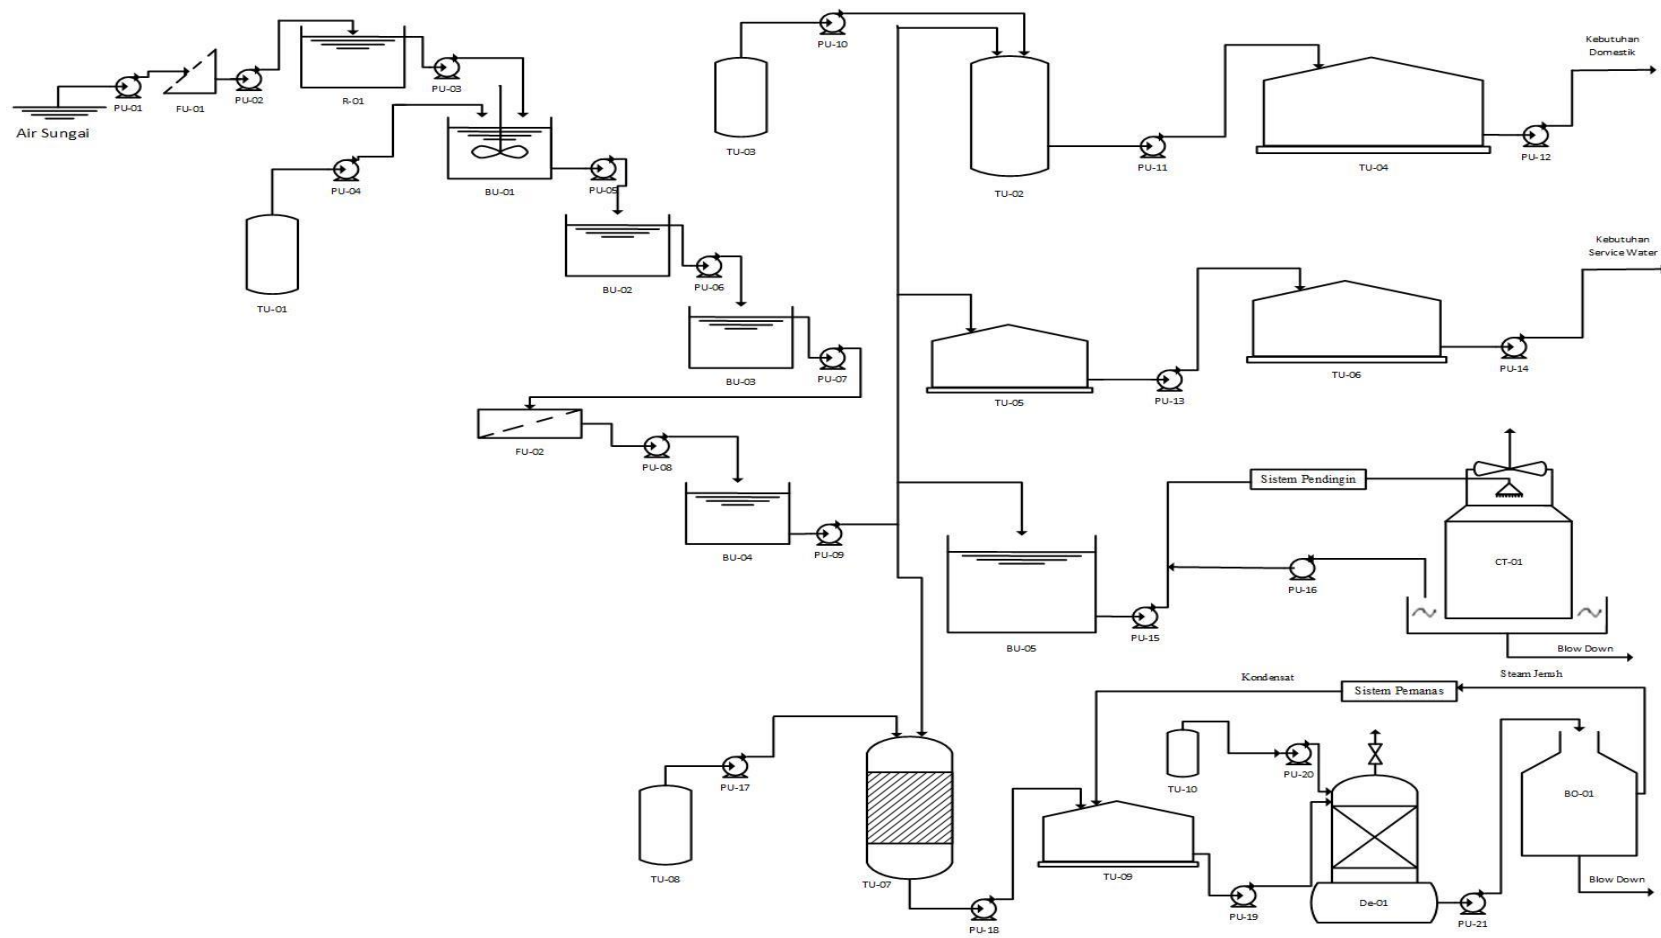 PU-10
Kebutuhan
Domestik
PU-01
FU-01
PU-02
R-01
PU-03
Air Sungai
TU-03
PU-11
TU-04
PU-12
PU-04
BU-01
PU-05
TU-02
Kebutuhan
Service Water
TU-01
BU-02
PU-06
BU-03
PU-07
TU-05
PU-13
TU-06
PU-14
FU-02
PU-08
Sistem Pendingin
BU-04
PU-09
CT-01
PU-16
BU-05
PU-15
Blow Down
Kondensat
Steam Jenuh
Sistem Pemanas
PU-17
TU-10
PU-20
BO-01
TU-08
TU-07
TU-09
Blow Down
PU-18
PU-19
De-01
PU-21